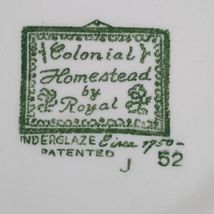 Colonial
Homestead
by
Royal
UNDERGLAZE Circa 1750-
PATENTED
J 52